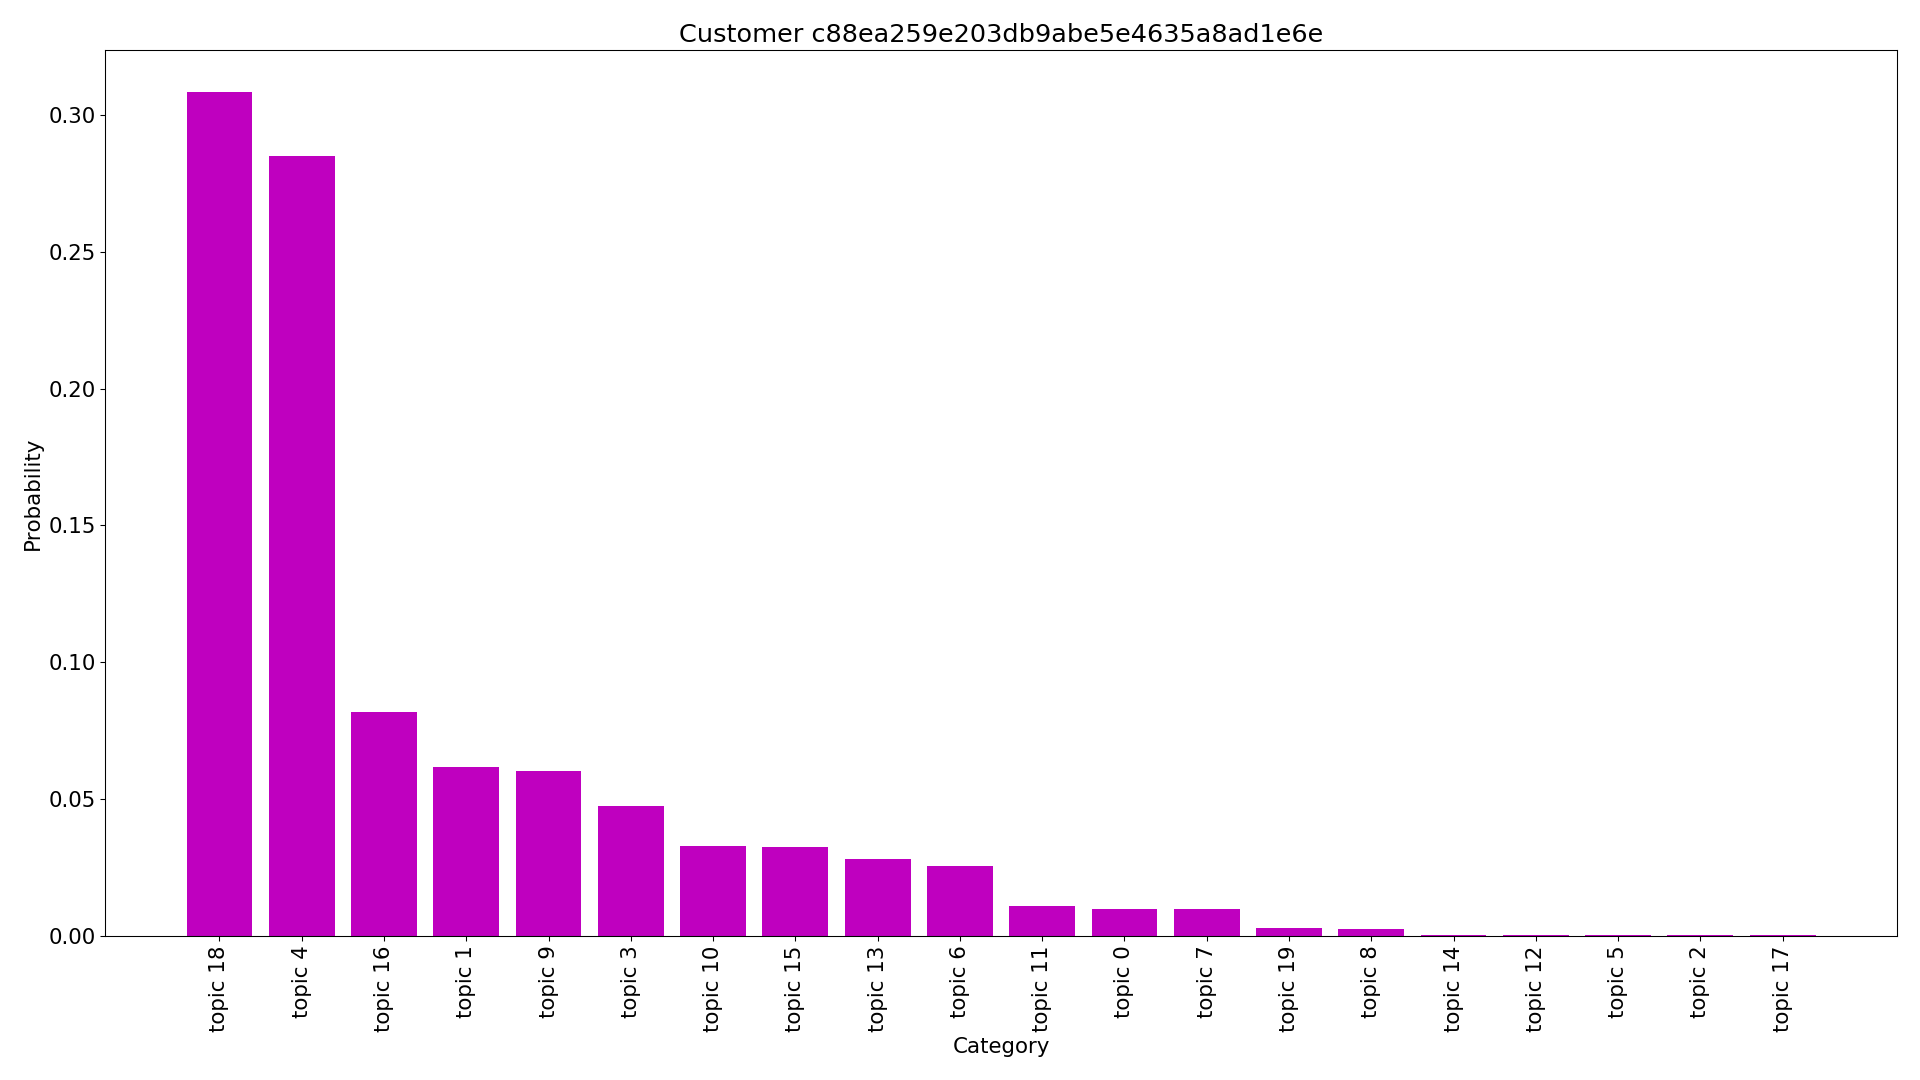 Customer c88ea259e203db9abe5e4635a8ad1e6e
Probability
0.30
0.25
0.20
0.15
0.10
0.05
0.00
topic 18
topic 4
topic 16
topic 1
topic 9
topic 3
topic 10
topic 15
topic 13
topic 6
topic 11
topic 0
topic 7
topic 19
topic 8
topic 14
topic 12
topic 5
topic 2
topic 17
Category